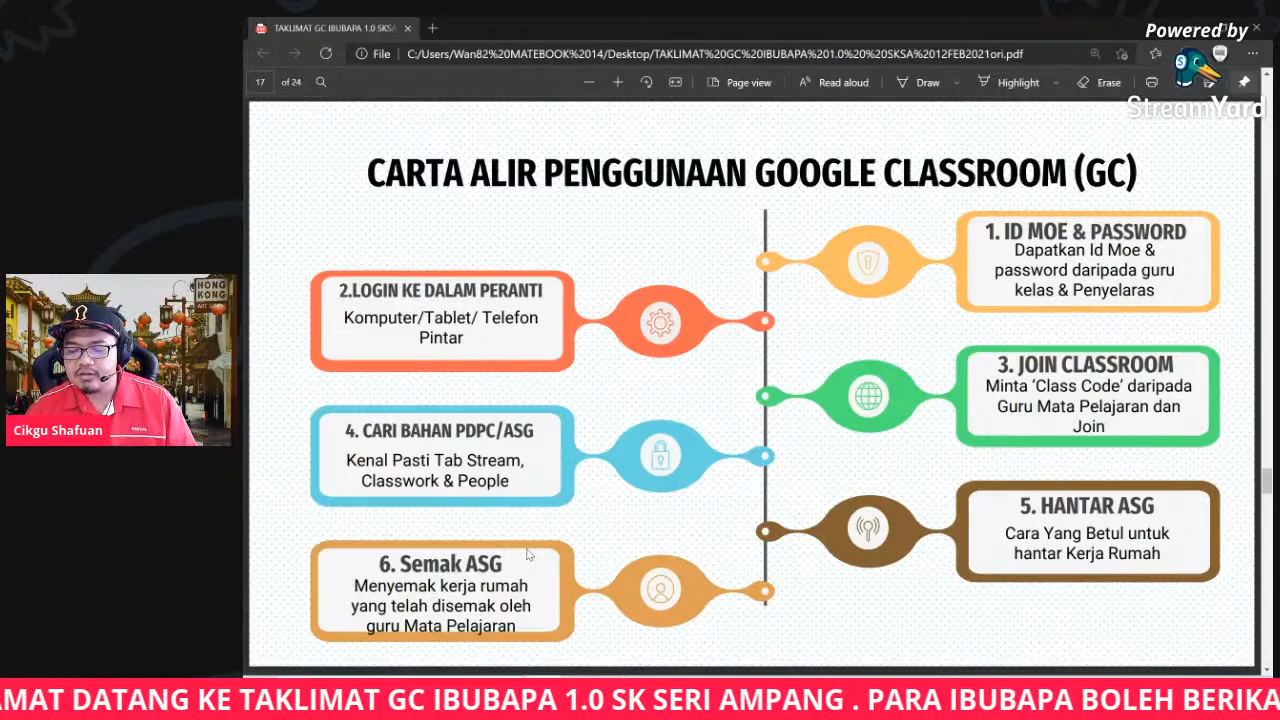 TAKLIMAT GC IBUBAPA 1.0 SKSA
Powered by
File
C:/Users/Wan82%20MATEBOOK%2014/Desktop/TAKLIMAT%20GC%20IBUBAPA%201.0%20%20SKSA%2012FEB2021ori.pdf
17 of 24
Page view
Read aloud
Draw
Highlight
Erase
StreamYard
CARTA ALIR PENGGUNAAN GOOGLE CLASSROOM (GC)
1. ID MOE & PASSWORD
Dapatkan Id Moe &
password daripada guru
kelas & Penyelaras
2.LOGIN KE DALAM PERANTI
Komputer/Tablet/ Telefon
Pintar
3. JOIN CLASSROOM
Minta ‘Class Code’ daripada
Guru Mata Pelajaran dan
Join
4. CARI BAHAN PDPC/ASG
Kenal Pasti Tab Stream,
Classwork & People
5. HANTAR ASG
Cara Yang Betul untuk
hantar Kerja Rumah
6. Semak ASG
Menyemak kerja rumah
yang telah disemak oleh
guru Mata Pelajaran
HONG
KONG
Cikgu Shafuan
AMAT DATANG KE TAKLIMAT GC IBUBAPA 1.0 SK SERI AMPANG . PARA IBUBAPA BOLEH BERIKA